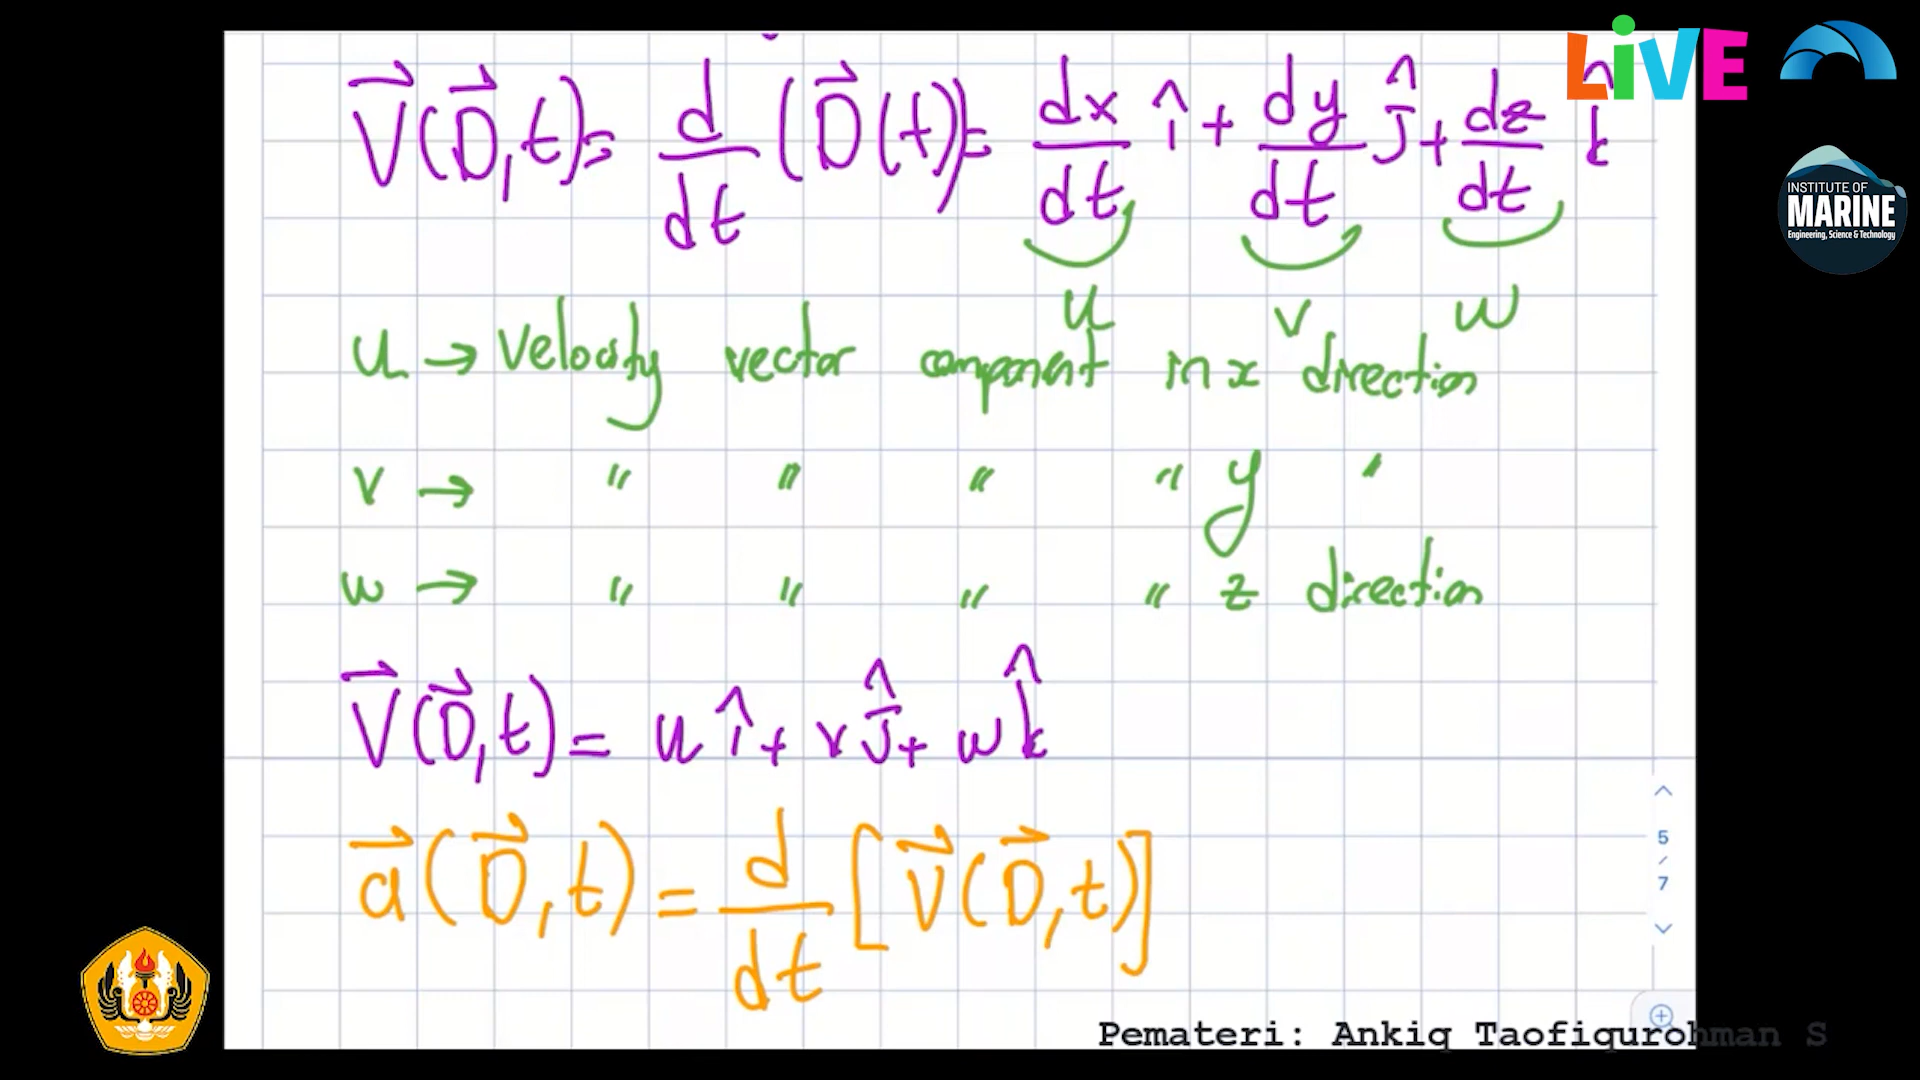 LiVE
V⃗(D⃗,t) = d/dt (D⃗(t)) = dx/dt î + dy/dt ĵ + dz/dt k̂
INSTITUTE OF
MARINE
Engineering, Science & Technology
u v w
u → Velocity vector component in x direction
v → " " " " y "
w → " " " " z direction
V⃗(D⃗,t) = u î + v ĵ + w k̂
a⃗(D⃗,t) = d/dt [V⃗(D⃗,t)]
5
/
7
Pemateri: Ankiq Taofiqurohman S